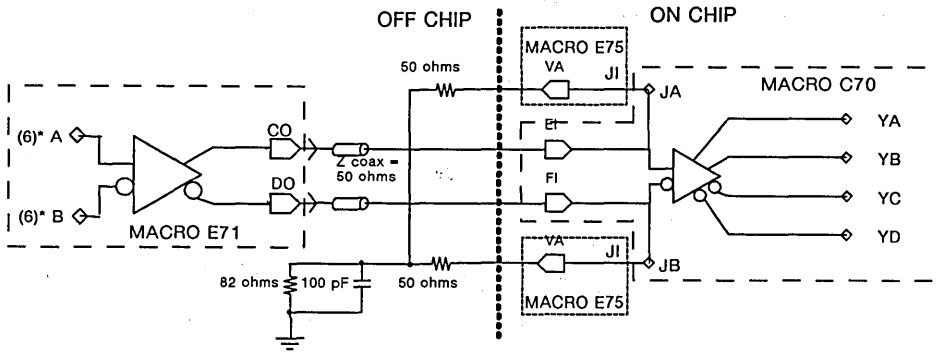 OFF CHIP
ON CHIP
MACRO E75
VA
JI
50 ohms
JA
MACRO C70
(6)* A
CO
EI
YA
Z coax =
50 ohms
YB
DO
FI
YC
(6)* B
MACRO E71
YD
VA
JI
JB
82 ohms
100 pF
50 ohms
MACRO E75